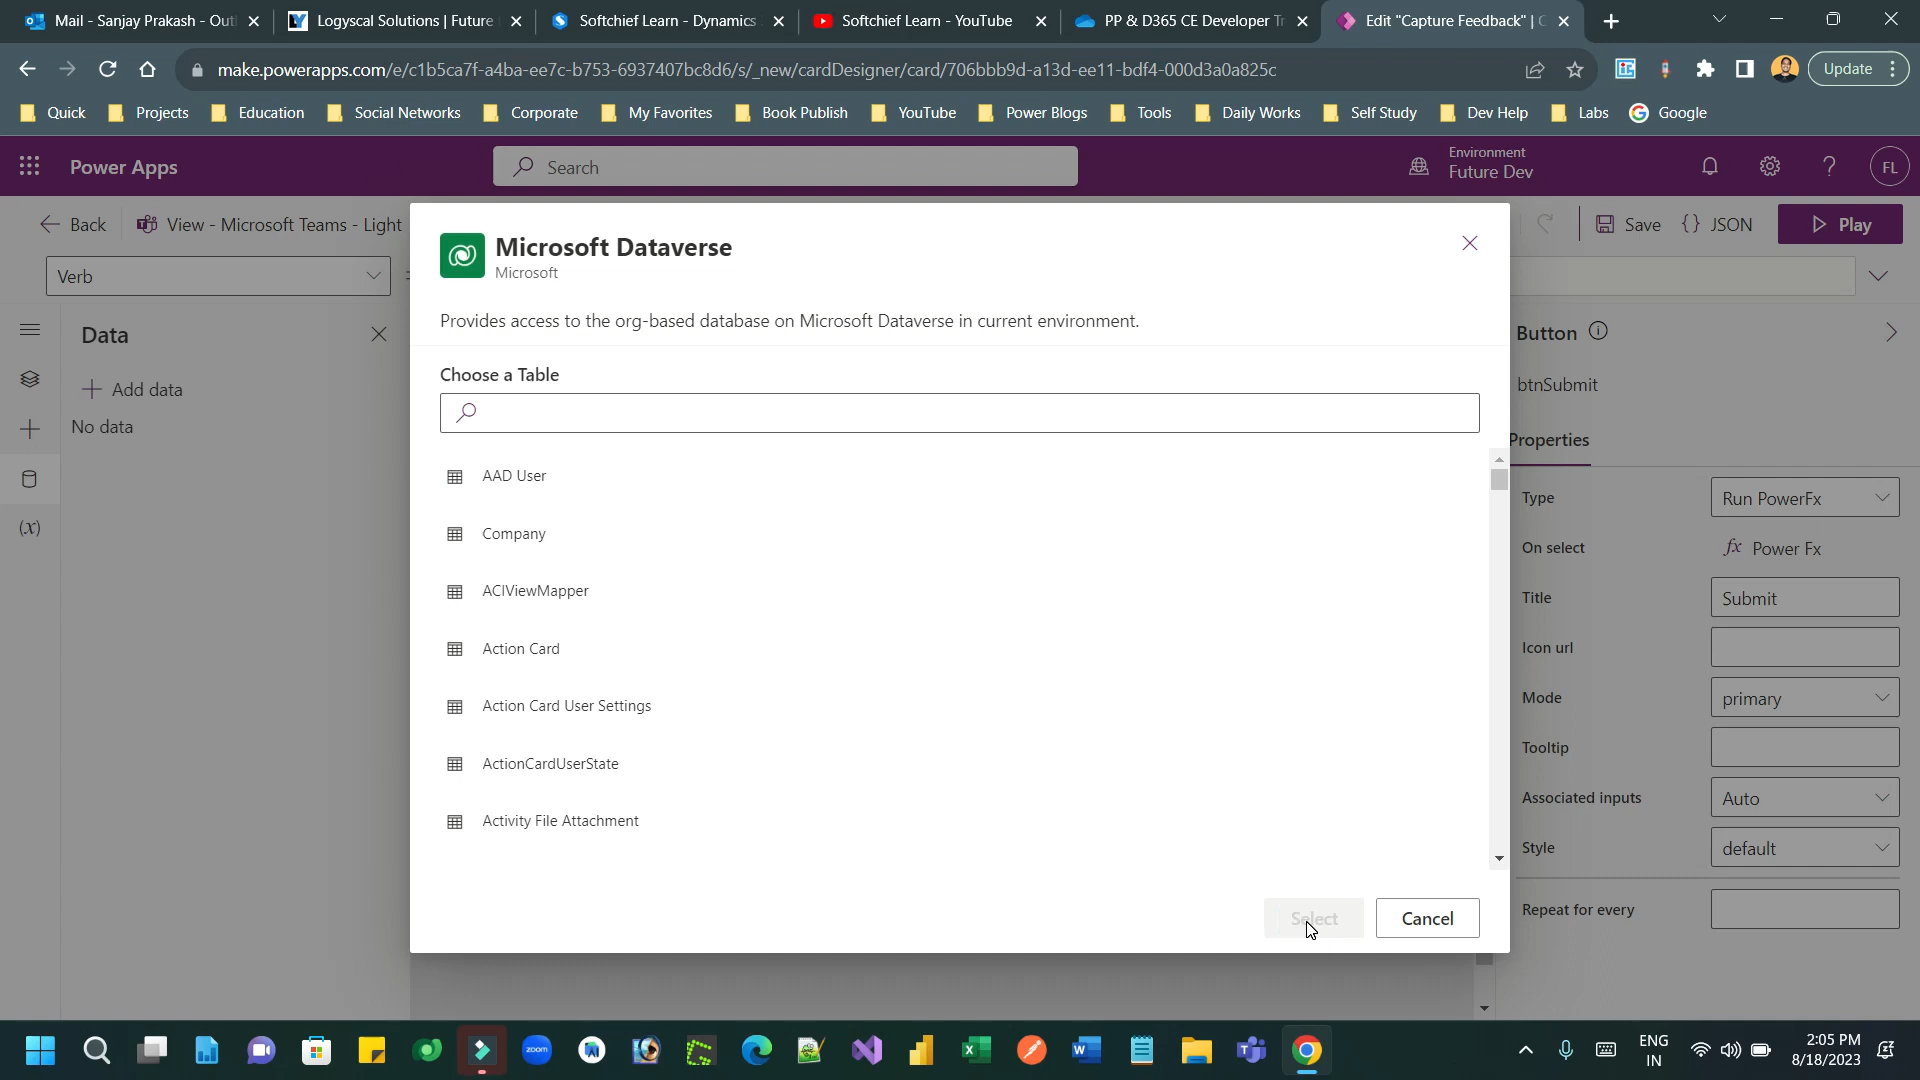 Mail - Sanjay Prakash - Outl
Logyscal Solutions | Future
Softchief Learn - Dynamics
Softchief Learn - YouTube
PP & D365 CE Developer Tr
Edit "Capture Feedback" | C
make.powerapps.com/e/c1b5ca7f-a4ba-ee7c-b753-6937407bc8d6/s/_new/cardDesigner/card/706bbb9d-a13d-ee11-bdf4-000d3a0a825c
Update
Quick
Projects
Education
Social Networks
Corporate
My Favorites
Book Publish
YouTube
Power Blogs
Tools
Daily Works
Self Study
Dev Help
Labs
Google
Power Apps
Search
Environment
Future Dev
FL
Back
View - Microsoft Teams - Light
Save
{ } JSON
Play
Verb
=
Data
Add data
No data
(x)
Microsoft Dataverse
Microsoft
Provides access to the org-based database on Microsoft Dataverse in current environment.
Choose a Table
AAD User
Company
ACIViewMapper
Action Card
Action Card User Settings
ActionCardUserState
Activity File Attachment
Select
Cancel
Button
btnSubmit
Properties
Type
Run PowerFx
On select
fx Power Fx
Title
Submit
Icon url
Mode
primary
Tooltip
Associated inputs
Auto
Style
default
Repeat for every
zoom
ENG
IN
2:05 PM
8/18/2023